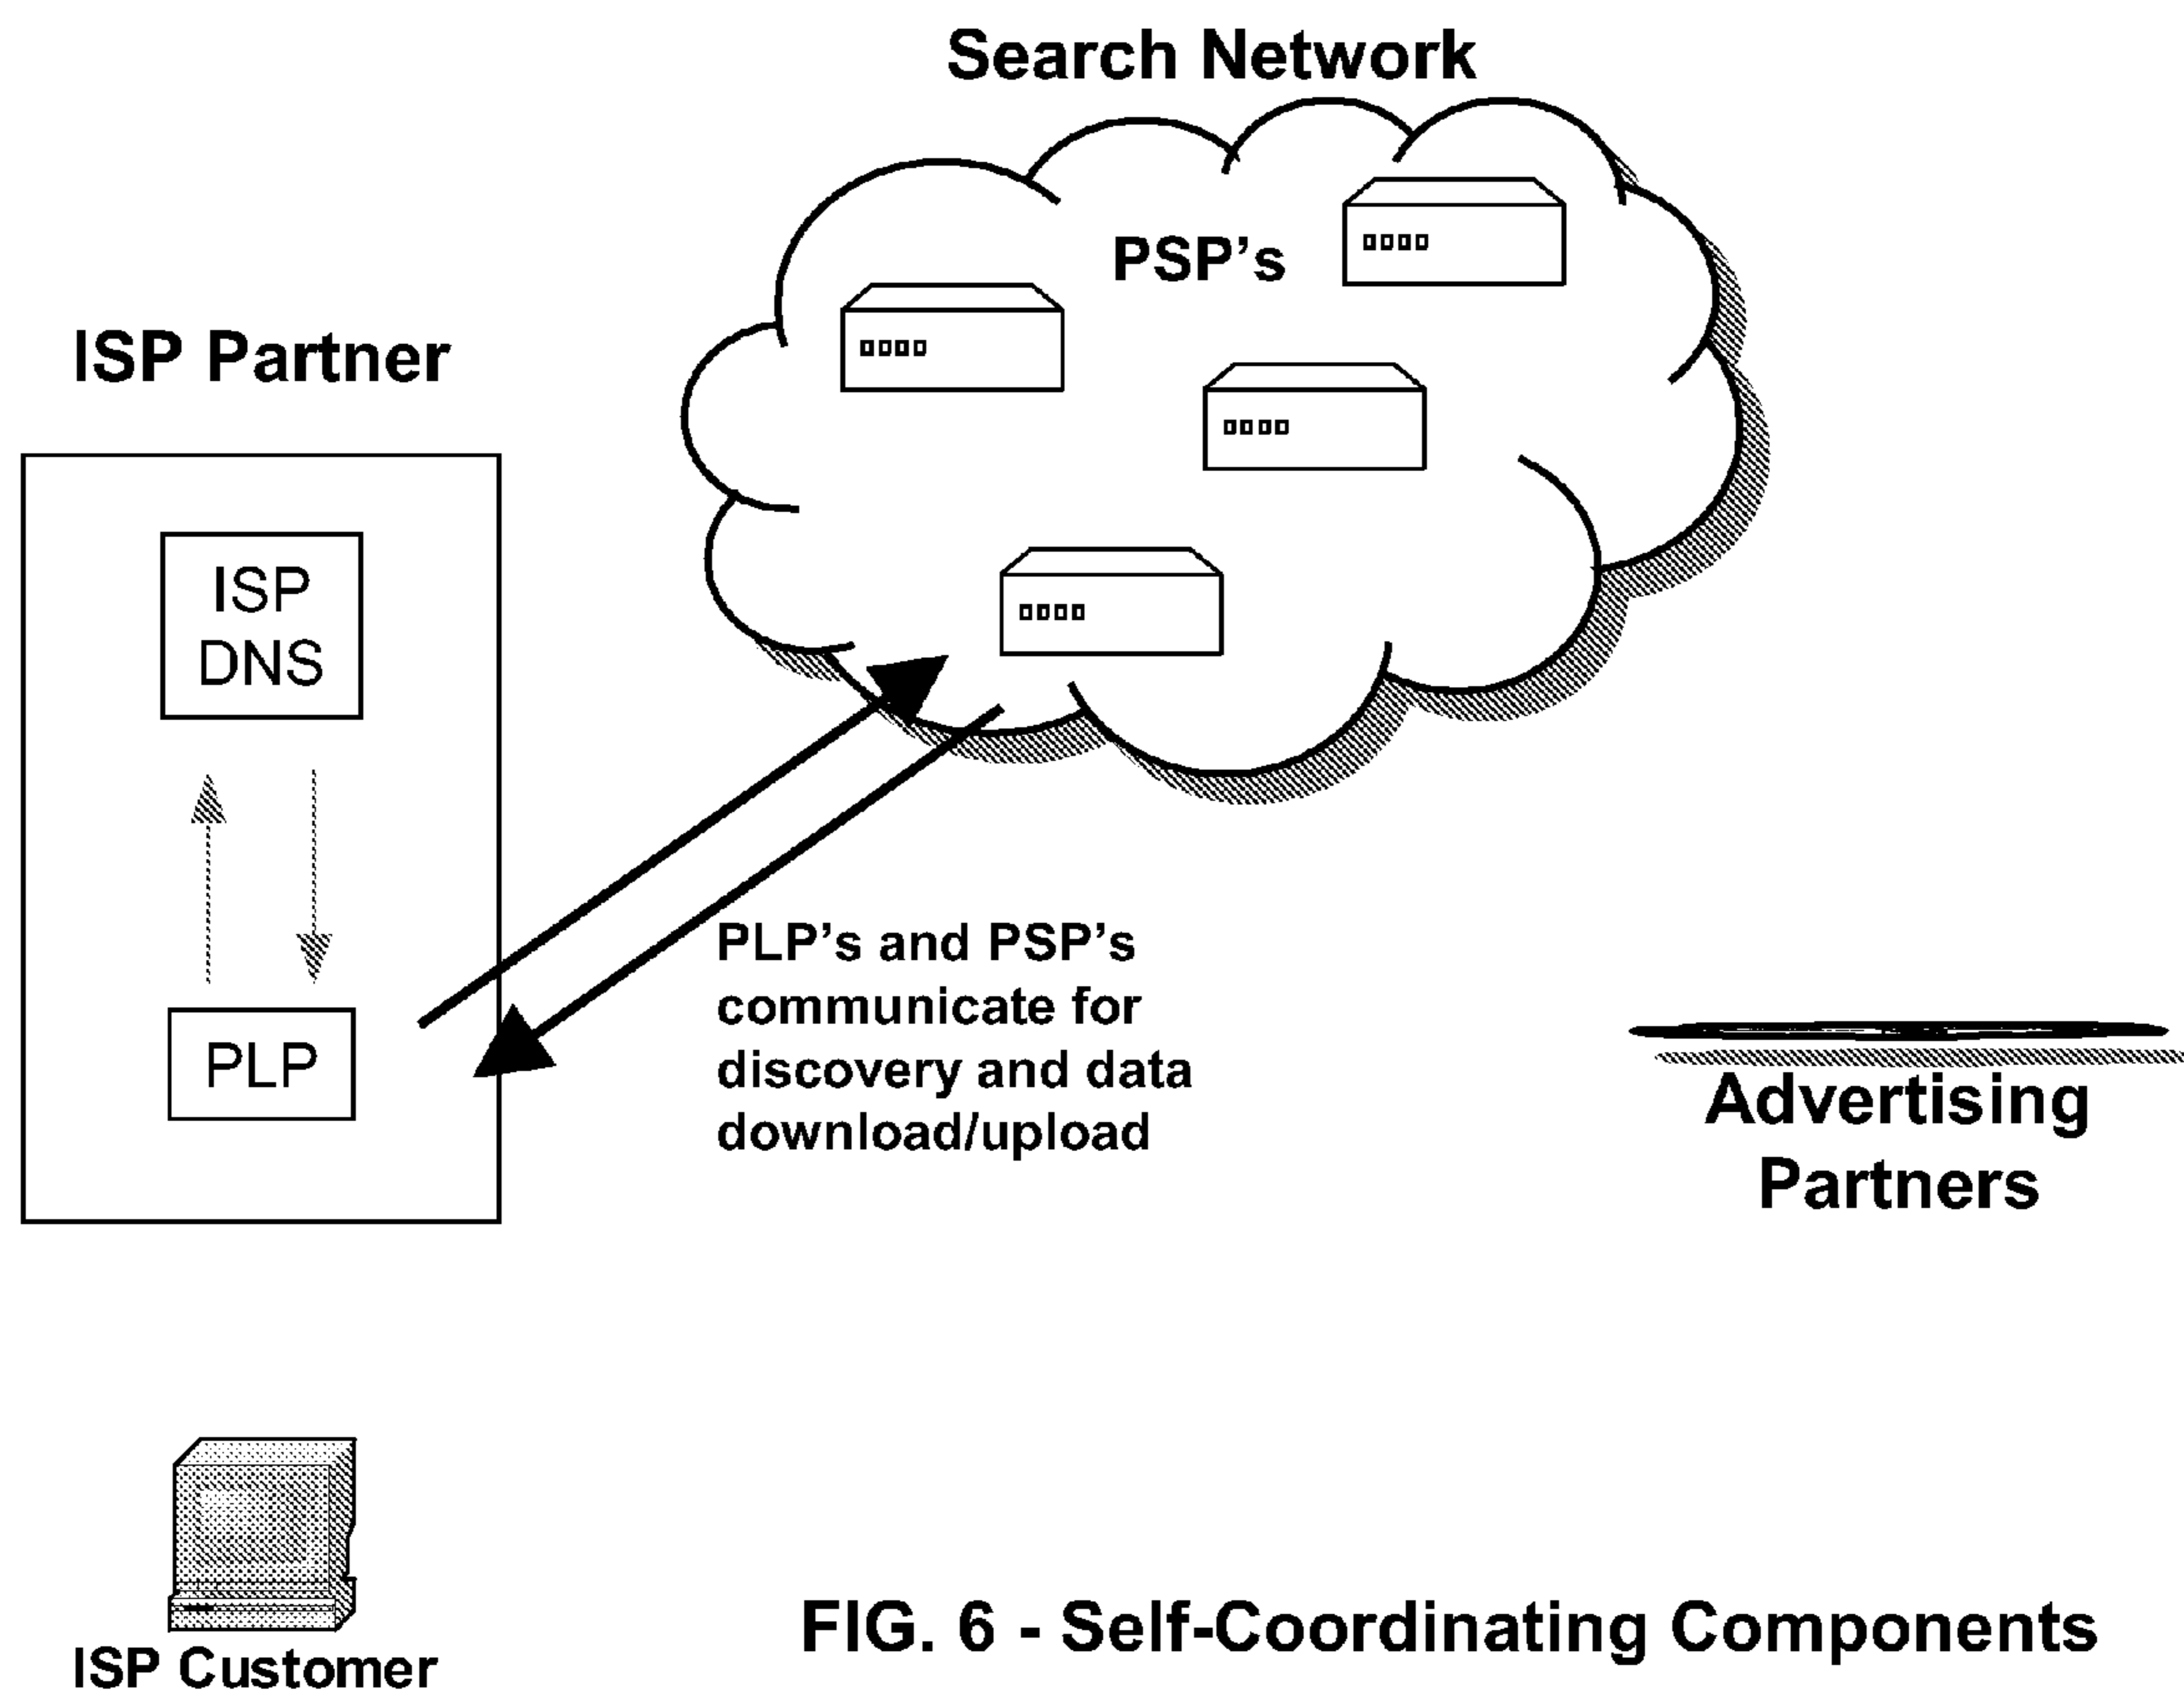 Search Network
PSP's
ISP Partner
ISP
DNS
PLP
PLP's and PSP's
communicate for
discovery and data
download/upload
Advertising
Partners
ISP Customer
FIG. 6 - Self-Coordinating Components